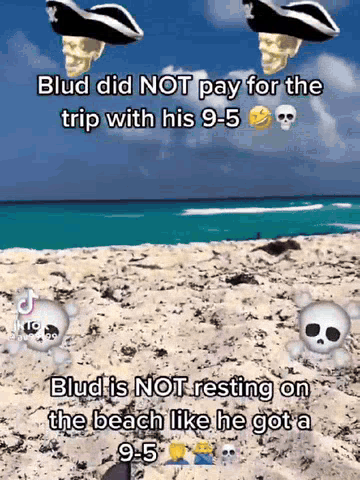 Blud did NOT pay for the
trip with his 9-5 🤣💀
TikTok
Blud is NOT resting on
the beach like he got a
9-5 🤦🙇💀